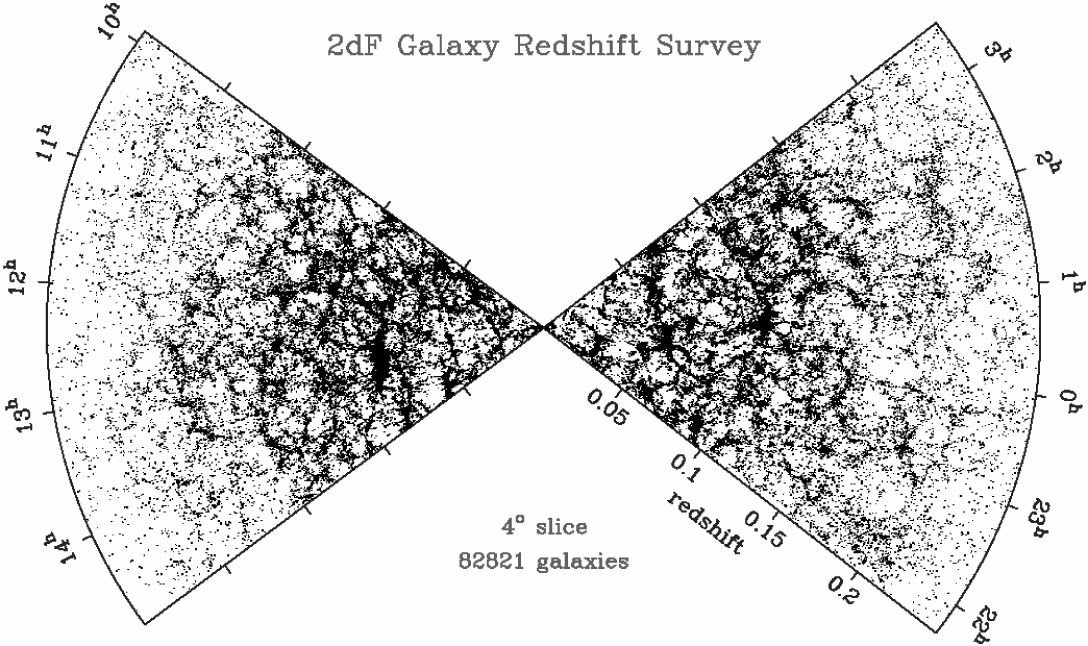 2dF Galaxy Redshift Survey
10h
11h
12h
13h
14h
3h
2h
1h
0h
23h
22h
0.05
0.1
0.15
0.2
redshift
4° slice
82821 galaxies